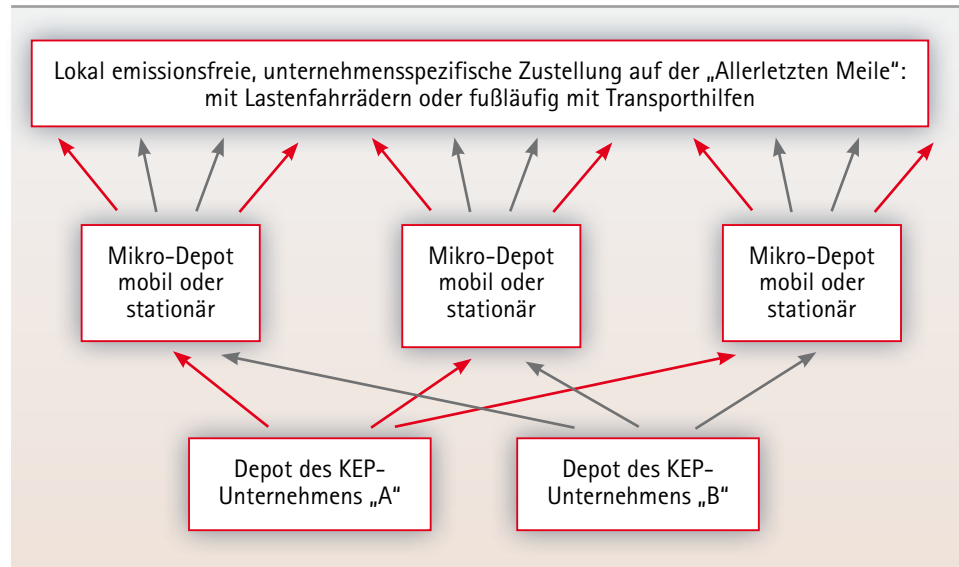 Lokal emissionsfreie, unternehmensspezifische Zustellung auf der „Allerletzten Meile“:
mit Lastenfahrrädern oder fußläufig mit Transporthilfen
Mikro-Depot
mobil oder
stationär
Mikro-Depot
mobil oder
stationär
Mikro-Depot
mobil oder
stationär
Depot des KEP-
Unternehmens „A“
Depot des KEP-
Unternehmens „B“